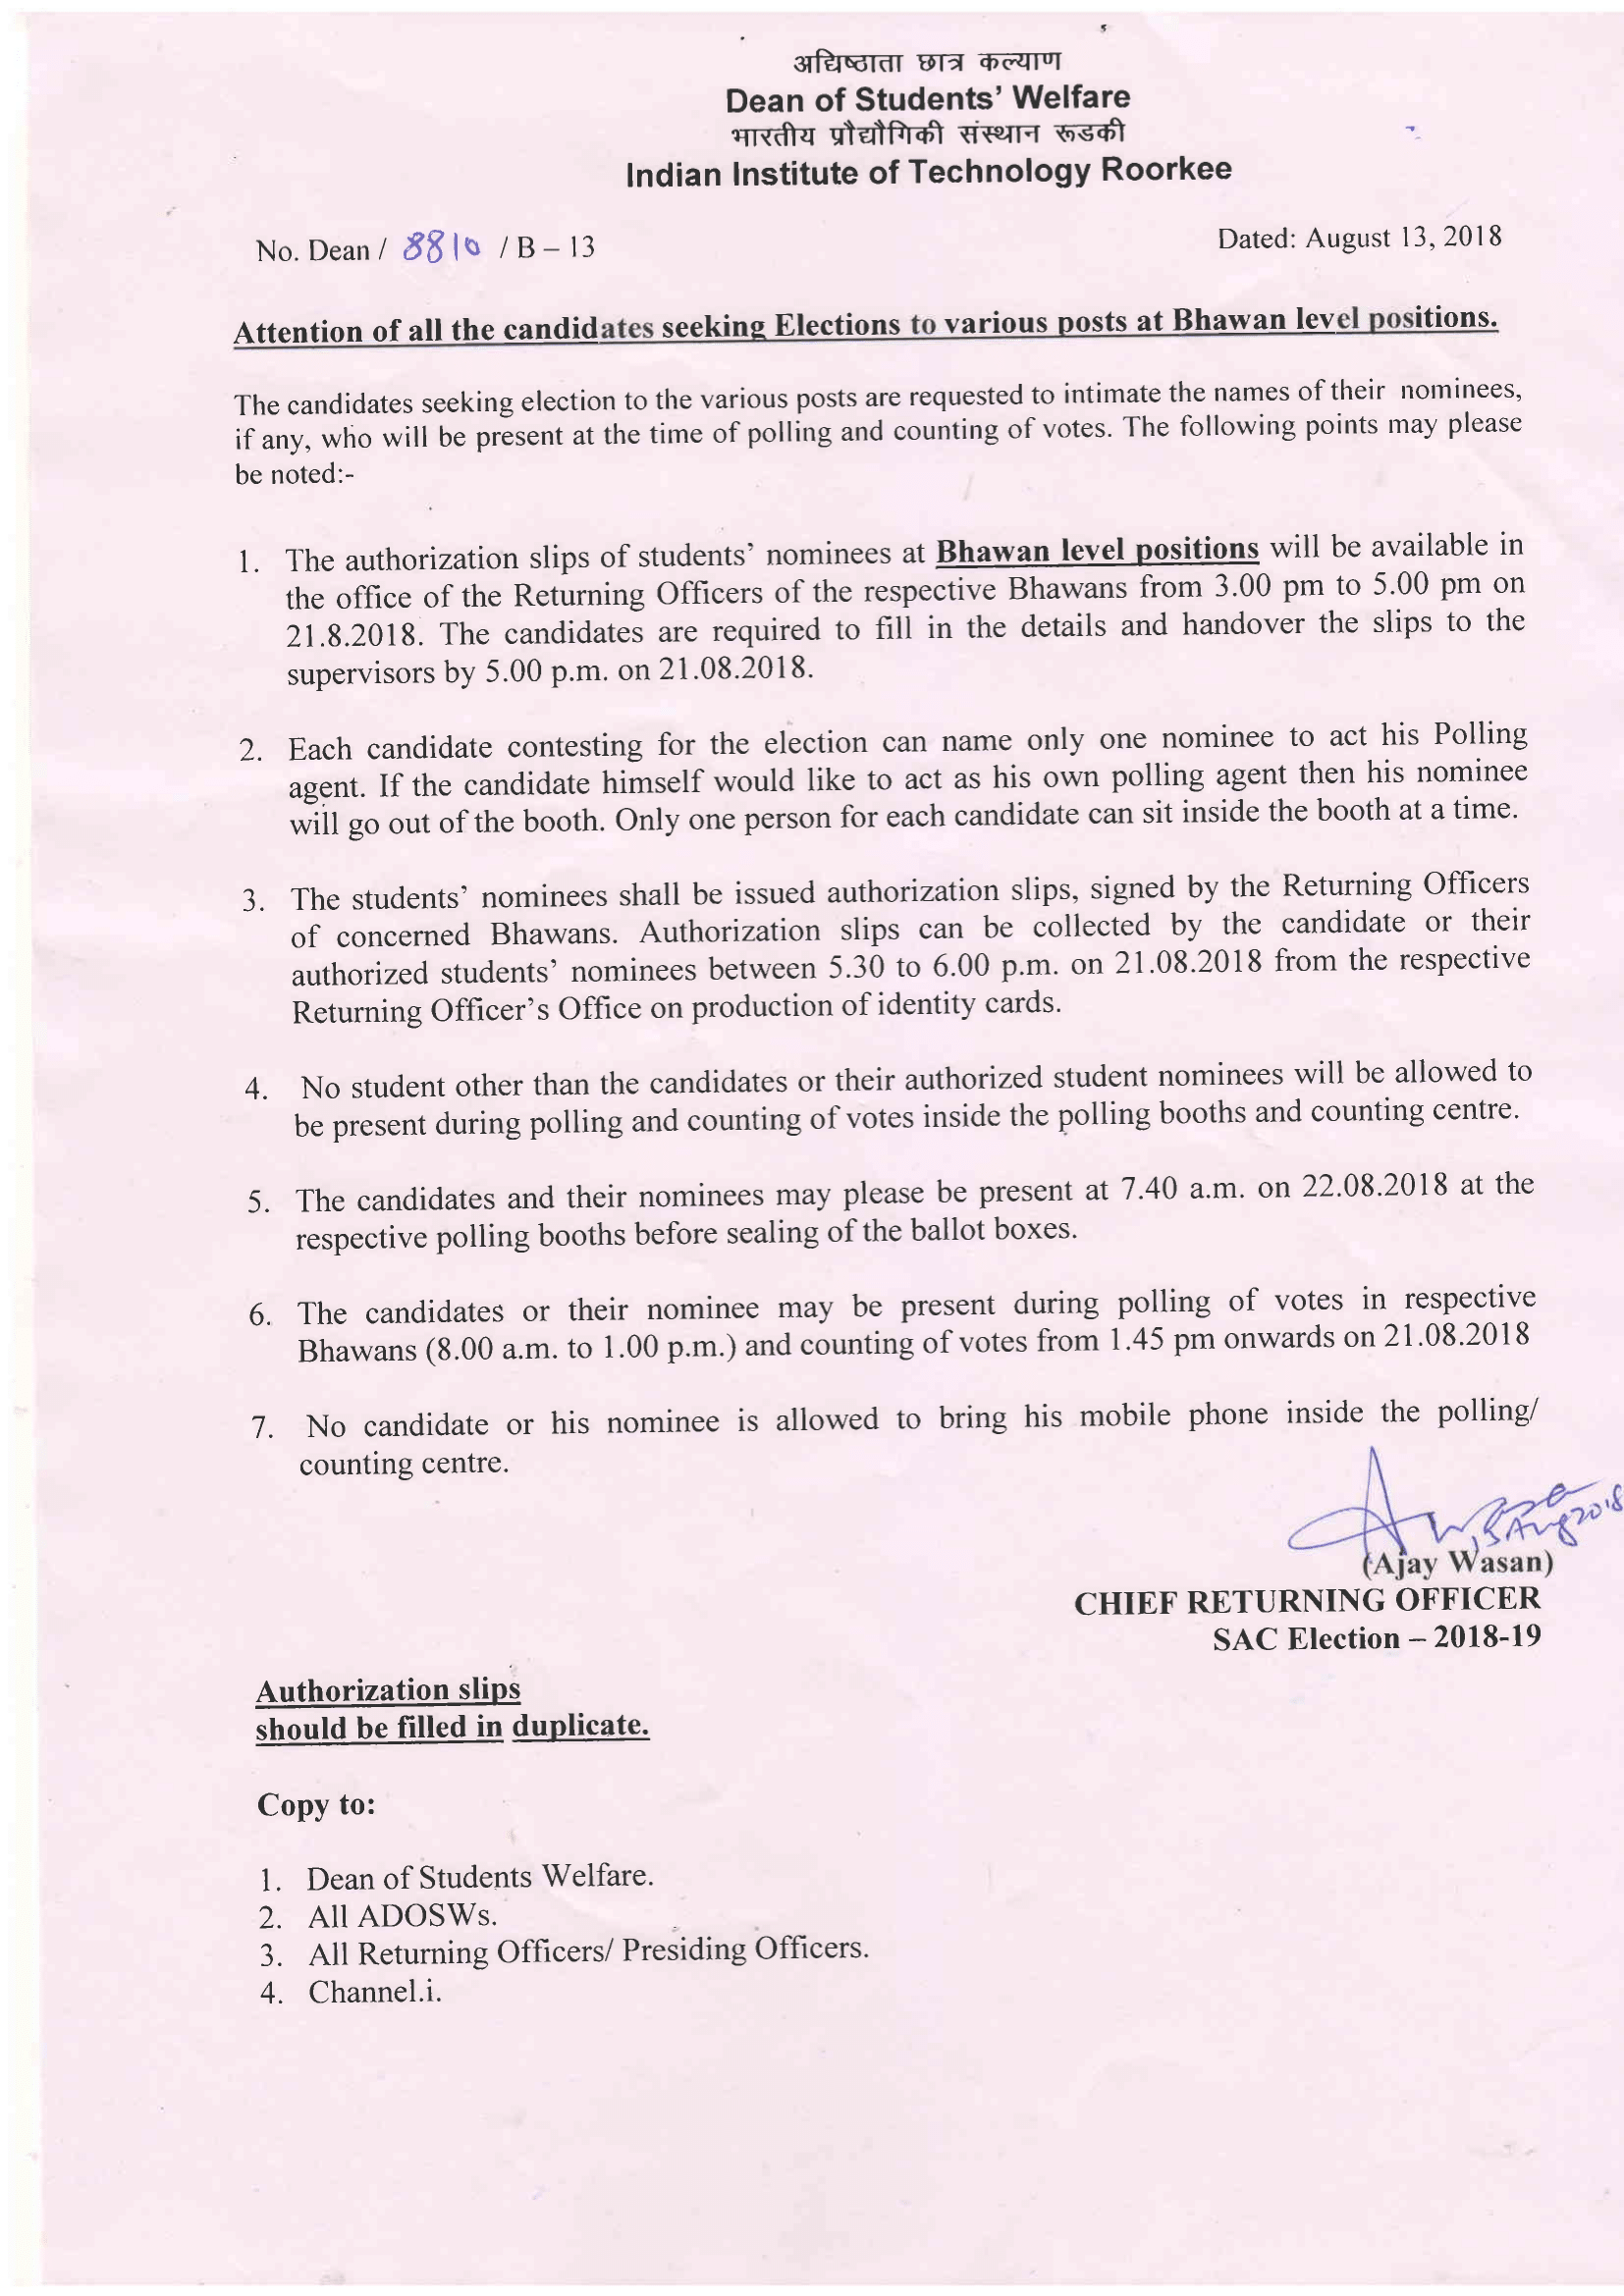 अधिष्ठाता छात्र कल्याण
Dean of Students' Welfare
भारतीय प्रौद्यौगिकी संस्थान रूडकी
Indian Institute of Technology Roorkee
No. Dean / 8810 / B – 13
Dated: August 13, 2018
Attention of all the candidates seeking Elections to various posts at Bhawan level positions.
The candidates seeking election to the various posts are requested to intimate the names of their nominees,
if any, who will be present at the time of polling and counting of votes. The following points may please
be noted:-
1. The authorization slips of students' nominees at Bhawan level positions will be available in
the office of the Returning Officers of the respective Bhawans from 3.00 pm to 5.00 pm on
21.8.2018. The candidates are required to fill in the details and handover the slips to the
supervisors by 5.00 p.m. on 21.08.2018.
2. Each candidate contesting for the election can name only one nominee to act his Polling
agent. If the candidate himself would like to act as his own polling agent then his nominee
will go out of the booth. Only one person for each candidate can sit inside the booth at a time.
3. The students' nominees shall be issued authorization slips, signed by the Returning Officers
of concerned Bhawans. Authorization slips can be collected by the candidate or their
authorized students' nominees between 5.30 to 6.00 p.m. on 21.08.2018 from the respective
Returning Officer's Office on production of identity cards.
4. No student other than the candidates or their authorized student nominees will be allowed to
be present during polling and counting of votes inside the polling booths and counting centre.
5. The candidates and their nominees may please be present at 7.40 a.m. on 22.08.2018 at the
respective polling booths before sealing of the ballot boxes.
6. The candidates or their nominee may be present during polling of votes in respective
Bhawans (8.00 a.m. to 1.00 p.m.) and counting of votes from 1.45 pm onwards on 21.08.2018
7. No candidate or his nominee is allowed to bring his mobile phone inside the polling/
counting centre.
Aug 2018
(Ajay Wasan)
CHIEF RETURNING OFFICER
SAC Election – 2018-19
Authorization slips
should be filled in duplicate.
Copy to:
1. Dean of Students Welfare.
2. All ADOSWs.
3. All Returning Officers/ Presiding Officers.
4. Channel.i.